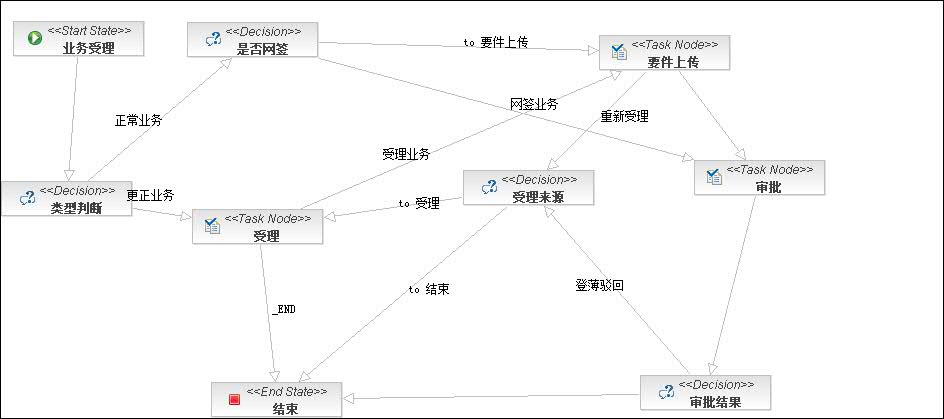 <<Start State>>
业务受理
<<Decision>>
是否网签
to 要件上传
<<Task Node>>
要件上传
正常业务
网签业务
重新受理
受理业务
<<Decision>>
类型判断
更正业务
<<Task Node>>
受理
to 受理
<<Decision>>
受理来源
<<Task Node>>
审批
_END
to 结束
登薄驳回
<<End State>>
结束
<<Decision>>
审批结果